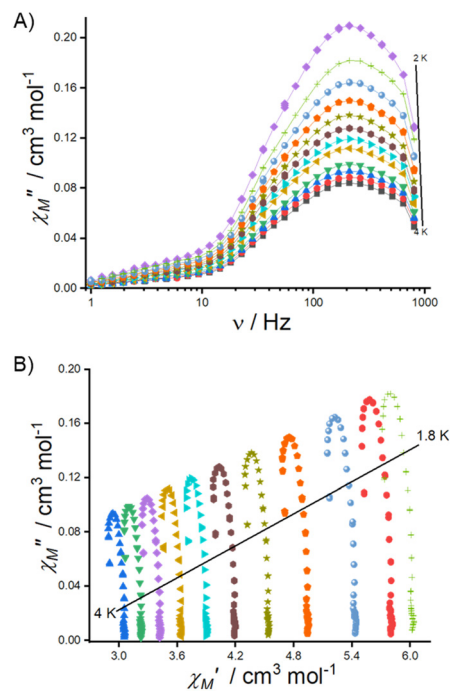 A)
0.20
0.16
0.12
0.08
0.04
0.00
χM'' / cm³ mol⁻¹
2 K
4 K
1
10
100
1000
ν / Hz
B)
0.20
0.16
0.12
0.08
0.04
0.00
χM'' / cm³ mol⁻¹
1.8 K
4 K
3.0
3.6
4.2
4.8
5.4
6.0
χM' / cm³ mol⁻¹